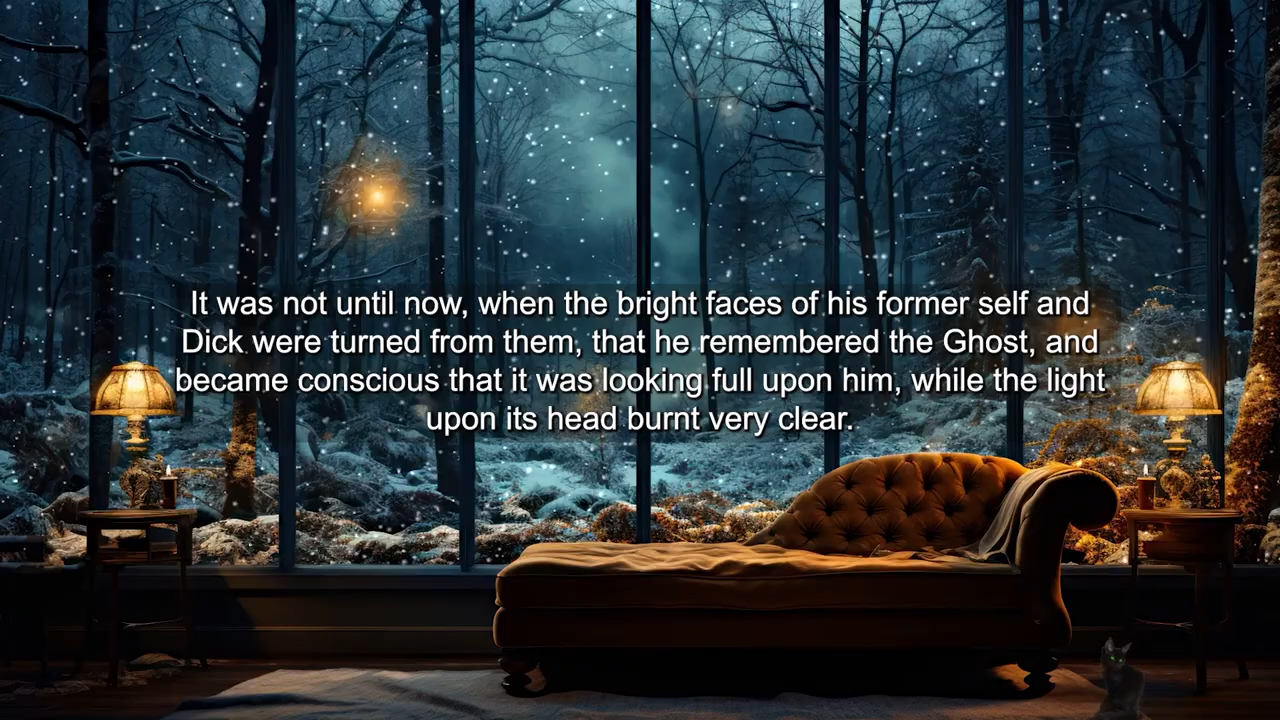 It was not until now, when the bright faces of his former self and
Dick were turned from them, that he remembered the Ghost, and
became conscious that it was looking full upon him, while the light
upon its head burnt very clear.